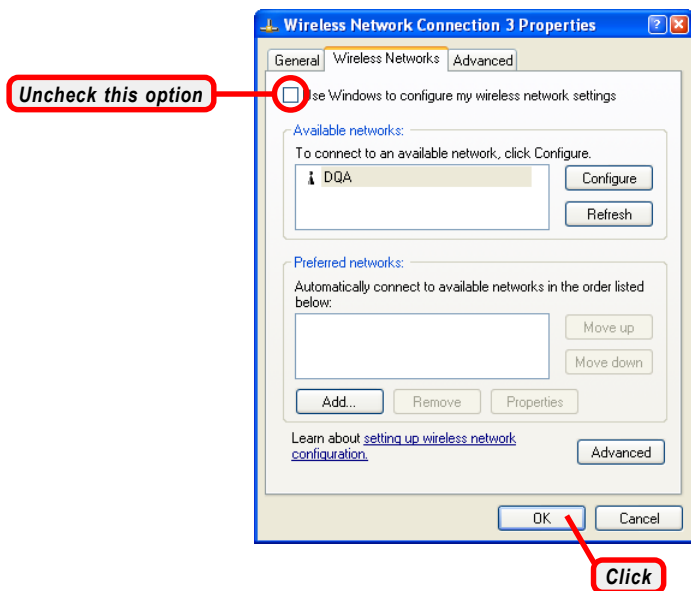 Wireless Network Connection 3 Properties
General Wireless Networks Advanced
Uncheck this option
Use Windows to configure my wireless network settings
Available networks:
To connect to an available network, click Configure.
DQA
Configure
Refresh
Preferred networks:
Automatically connect to available networks in the order listed
below:
Move up
Move down
Add... Remove Properties
Learn about setting up wireless network
configuration.
Advanced
OK Cancel
Click